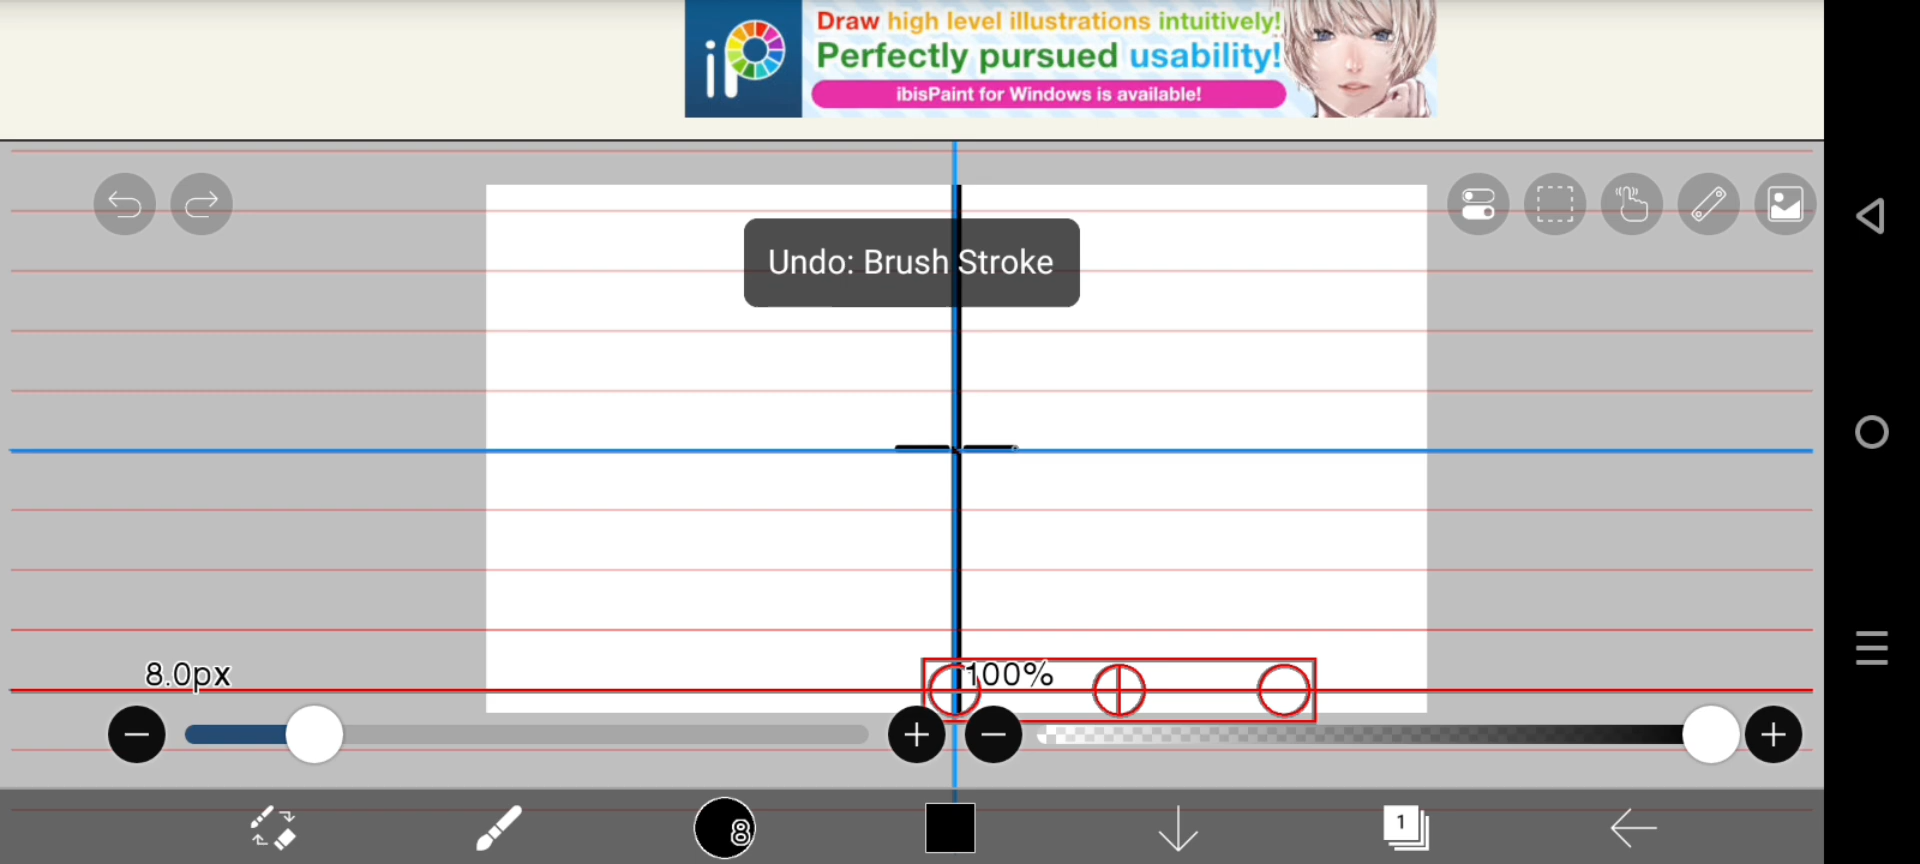 Draw high level illustrations intuitively!
iP
Perfectly pursued usability!
ibisPaint for Windows is available!
Undo: Brush Stroke
8.0px
100%
8
1